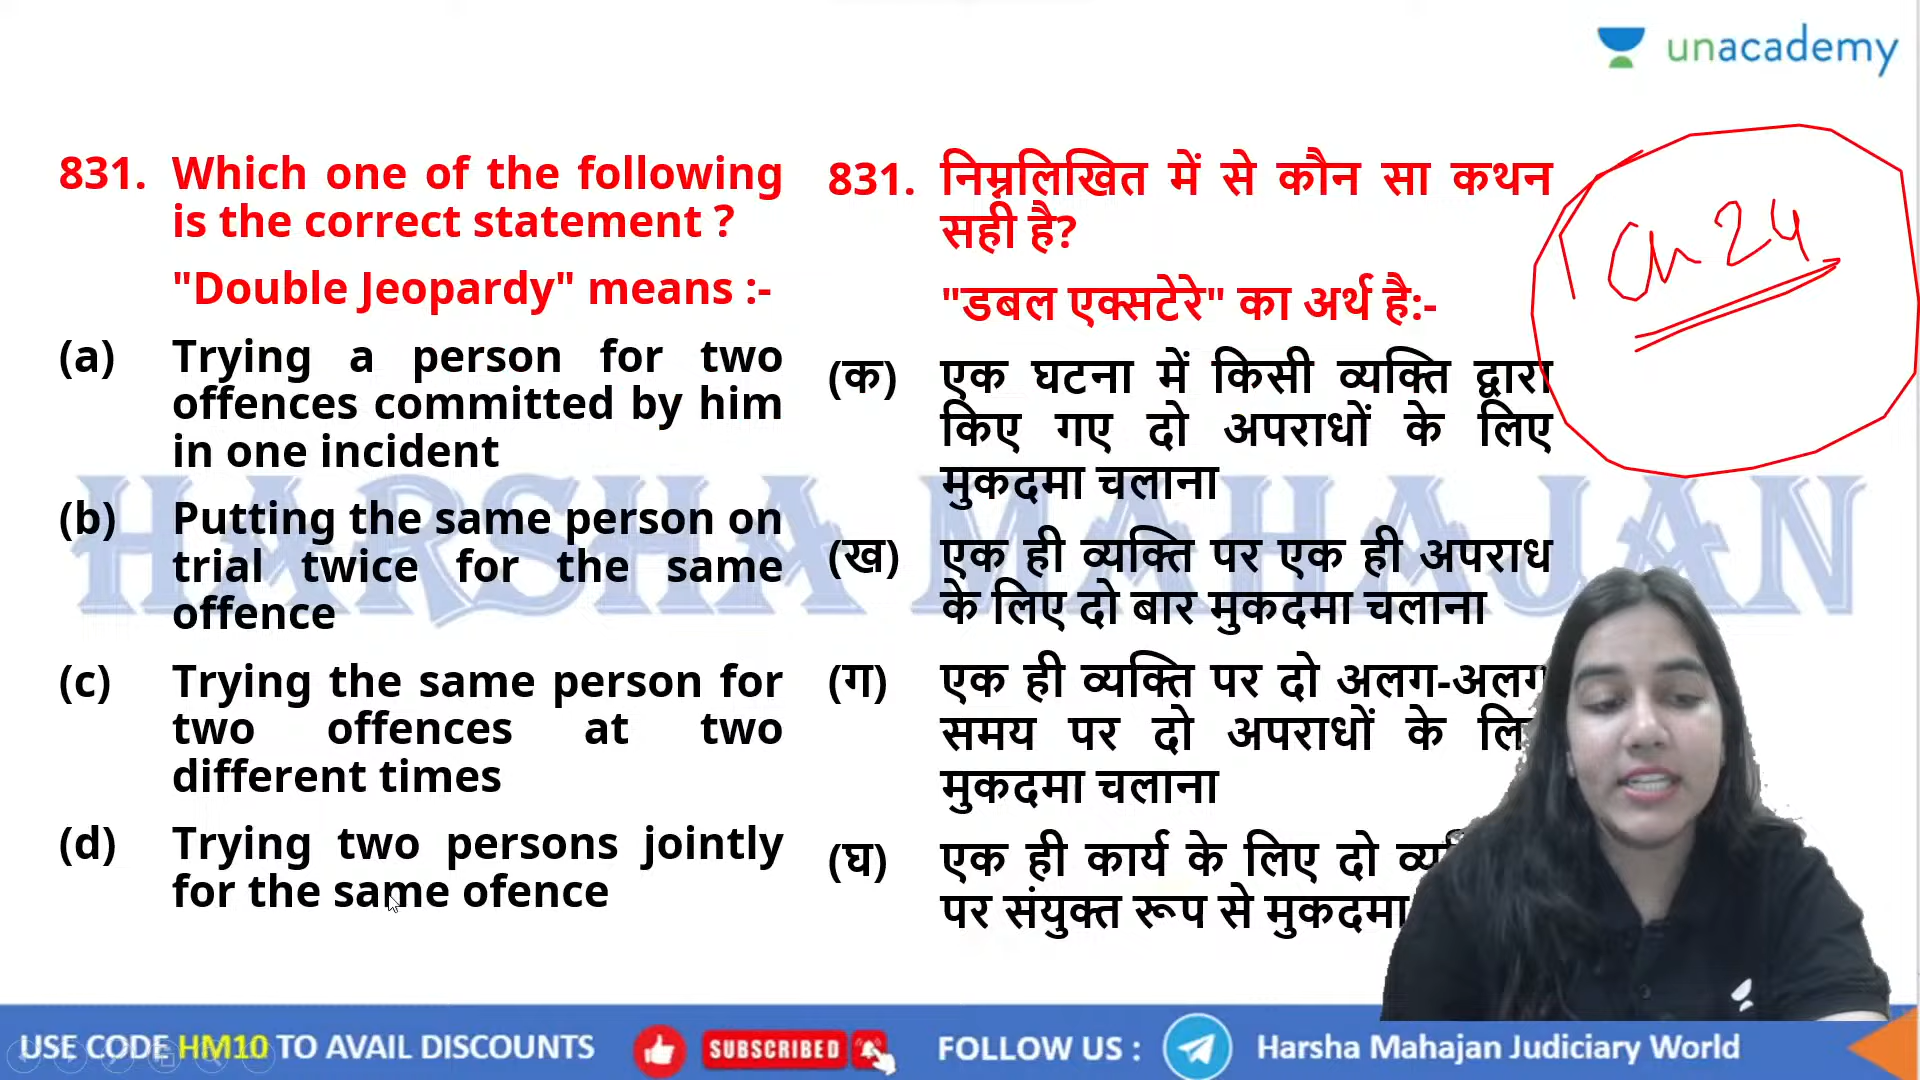 unacademy
831. Which one of the following
is the correct statement ?
"Double Jeopardy" means :-
(a) Trying a person for two
offences committed by him
in one incident
(b) Putting the same person on
trial twice for the same
offence
(c) Trying the same person for
two offences at two
different times
(d) Trying two persons jointly
for the same ofence
831. निम्नलिखित में से कौन सा कथन
सही है?
"डबल एक्सटेरे" का अर्थ है:-
(क) एक घटना में किसी व्यक्ति द्वारा
किए गए दो अपराधों के लिए
मुकदमा चलाना
(ख) एक ही व्यक्ति पर एक ही अपराध
के लिए दो बार मुकदमा चलाना
(ग) एक ही व्यक्ति पर दो अलग-अलग
समय पर दो अपराधों के
मुकदमा चलाना
(घ) एक ही कार्य के लिए दो
पर संयुक्त रूप से मुकदमा
Ch 24
HARSHA MAHAJAN
USE CODE HM10 TO AVAIL DISCOUNTS
SUBSCRIBED
FOLLOW US :
Harsha Mahajan Judiciary World